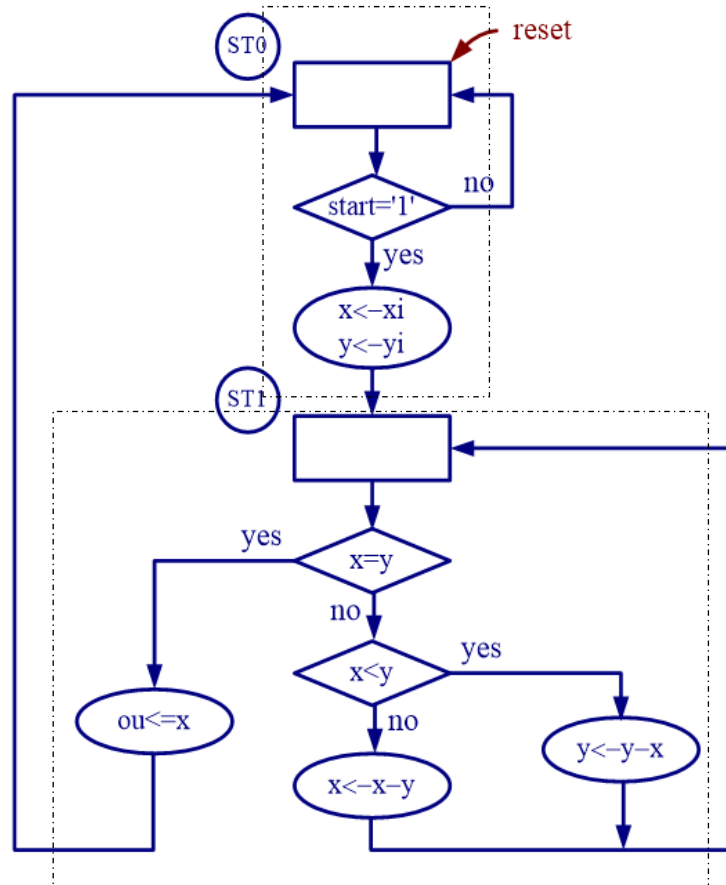 reset
ST0
start='1'
no
yes
x<–xi
y<–yi
ST1
yes
x=y
no
x<y
yes
no
ou<=x
x<–x–y
y<–y–x